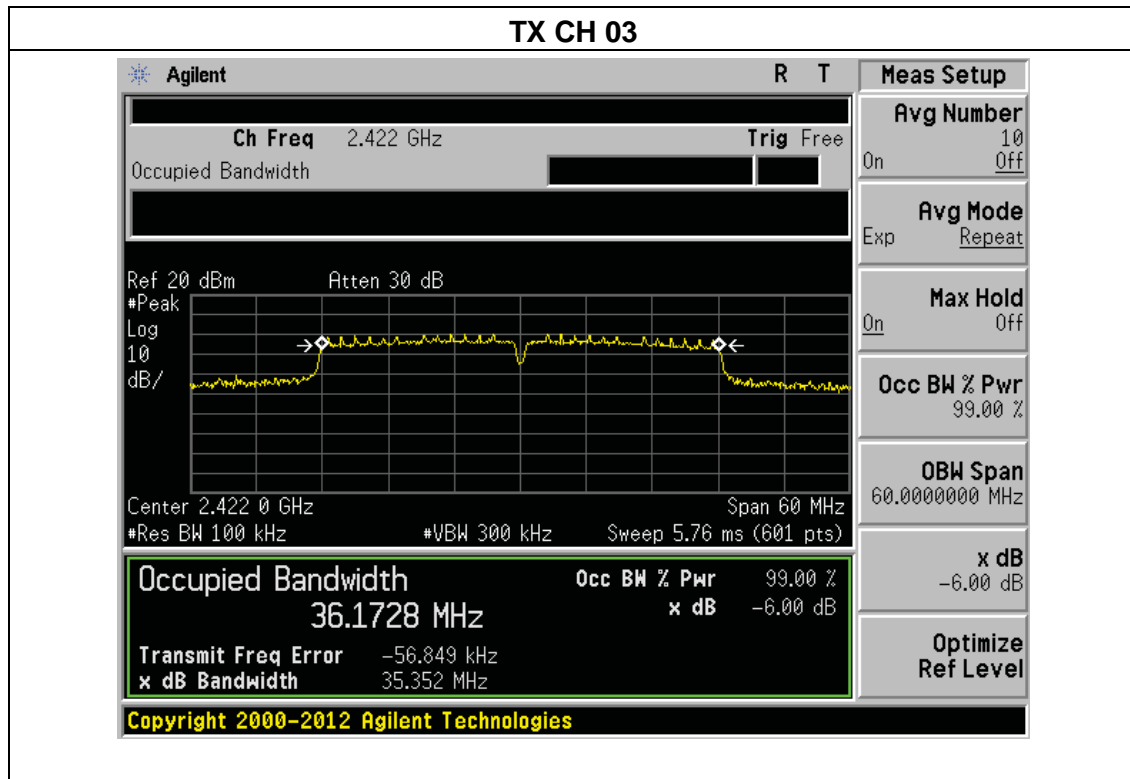 TX CH 03
Agilent R T
Ch Freq 2.422 GHz Trig Free
Occupied Bandwidth
Ref 20 dBm Atten 30 dB
#Peak
Log
10
dB/
Center 2.422 0 GHz Span 60 MHz
#Res BW 100 kHz #VBW 300 kHz Sweep 5.76 ms (601 pts)
Occupied Bandwidth Occ BW % Pwr 99.00 %
36.1728 MHz x dB -6.00 dB
Transmit Freq Error -56.849 kHz
x dB Bandwidth 35.352 MHz
Copyright 2000-2012 Agilent Technologies
Meas Setup
Avg Number
10
On Off
Avg Mode
Exp Repeat
Max Hold
On Off
Occ BW % Pwr
99.00 %
OBW Span
60.0000000 MHz
x dB
-6.00 dB
Optimize
Ref Level